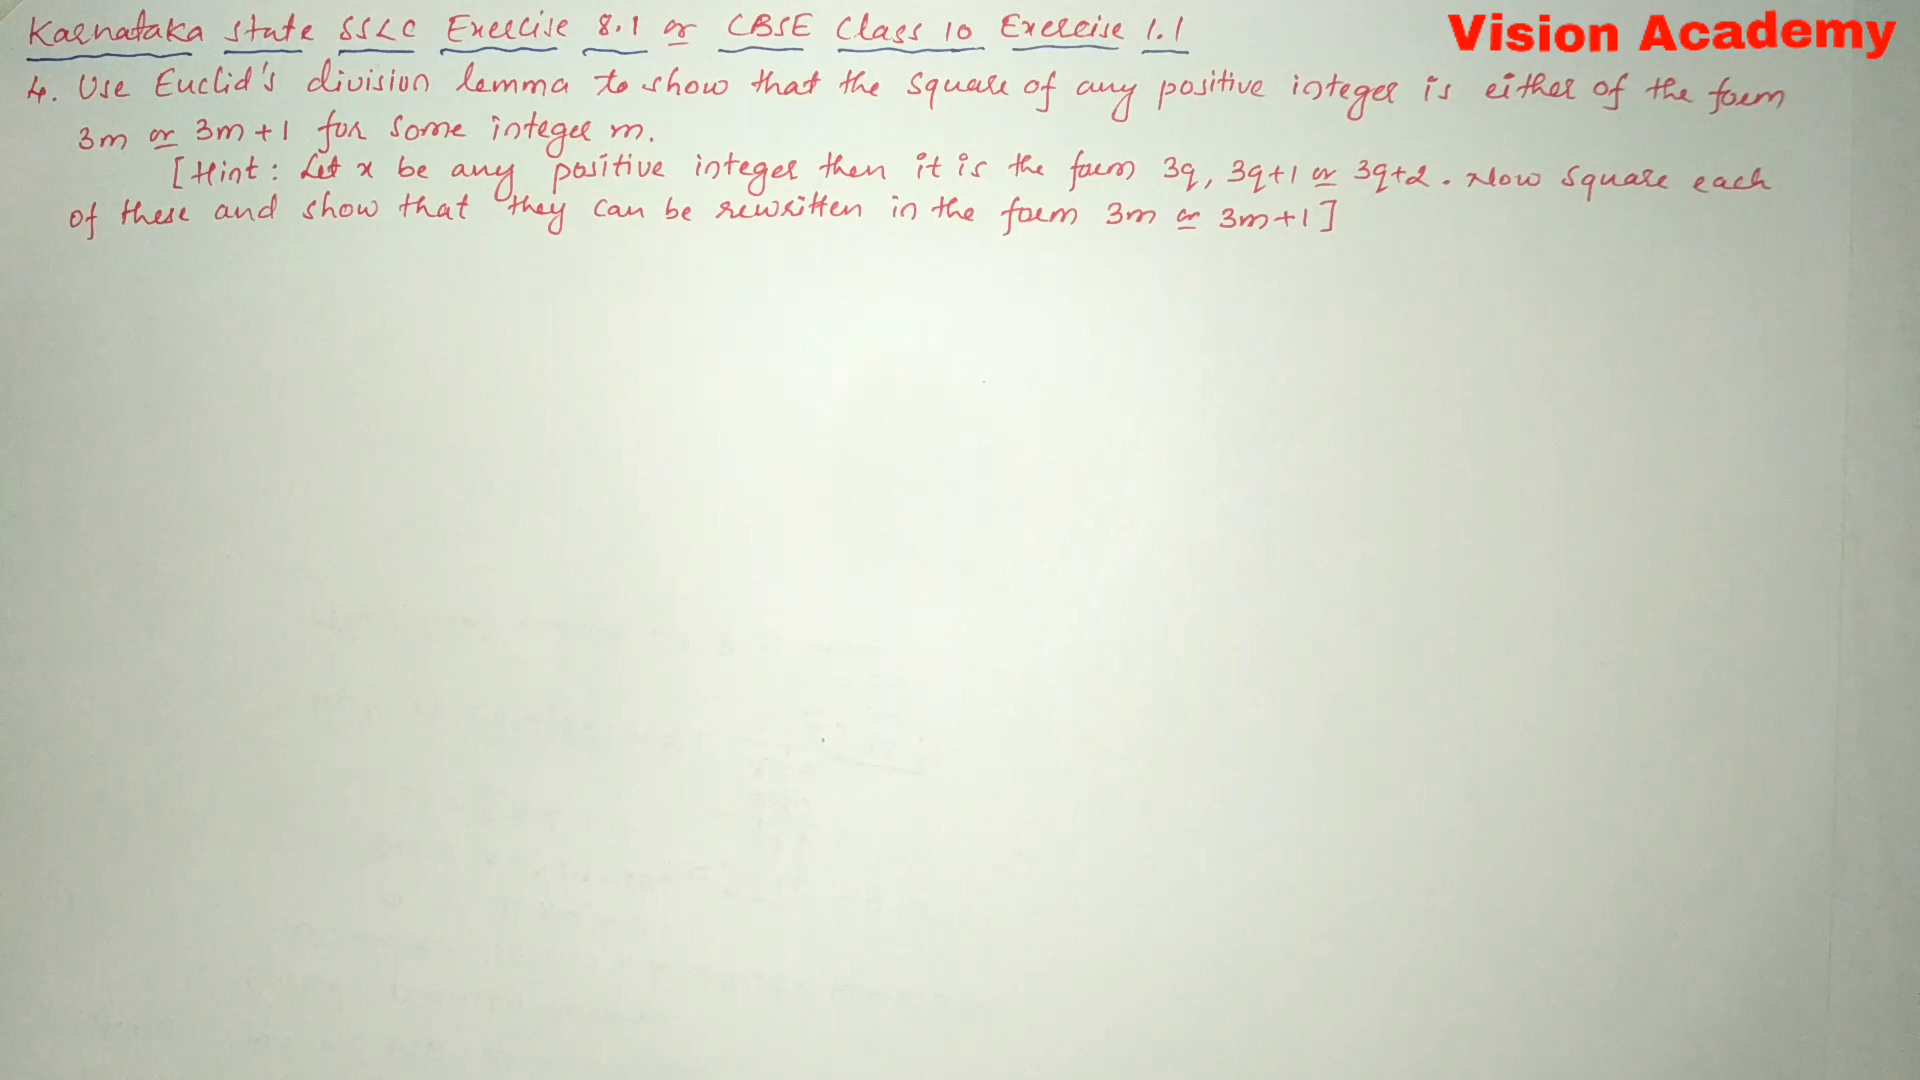 Karnataka state SSLC Exercise 8.1 or CBSE Class 10 Exercise 1.1
Vision Academy
4. Use Euclid's division lemma to show that the square of any positive integer is either of the form
3m or 3m+1 for some integer m.
[Hint: Let x be any positive integer then it is the form 3q, 3q+1 or 3q+2. Now square each
of these and show that they can be rewritten in the form 3m or 3m+1]